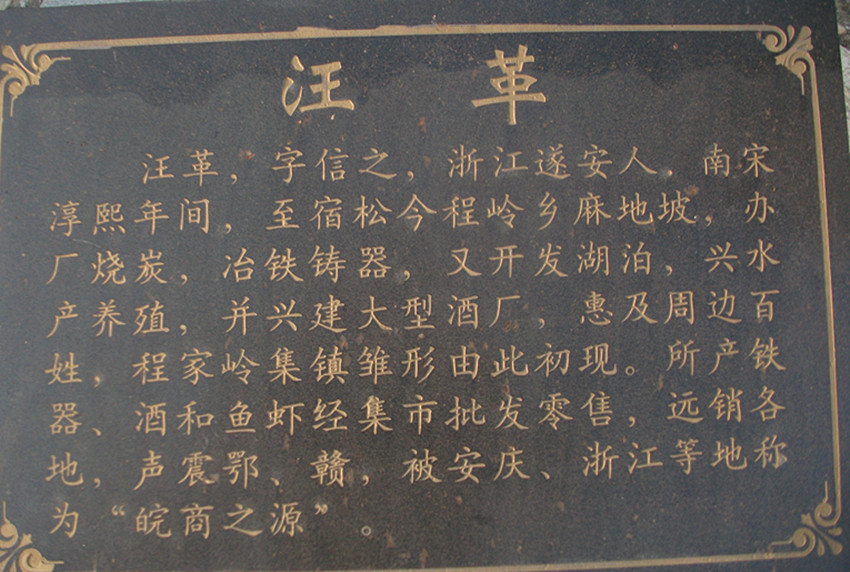 汪 革
汪革，字信之，浙江遂安人，南宋
淳熙年间，至宿松今程岭乡麻地坡，办
厂烧炭，冶铁铸器，又开发湖泊，兴水
产养殖，并兴建大型酒厂，惠及周边百
姓，程家岭集镇雏形由此初现。所产铁
器、酒和鱼虾经集市批发零售，远销各
地，声震鄂、赣，被安庆、浙江等地称
为“皖商之源”。